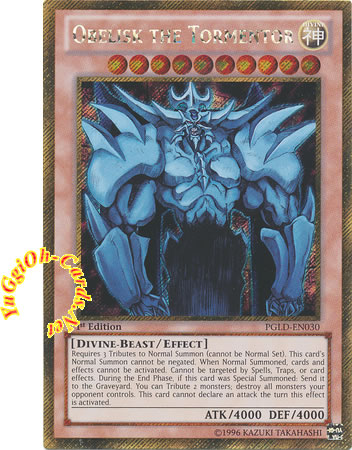 Obelisk the Tormentor
DIVINE
神
YuGgiOh-Cards.Net
1st Edition
PGLD-EN030
[DIVINE-BEAST / EFFECT]
Requires 3 Tributes to Normal Summon (cannot be Normal Set). This card's
Normal Summon cannot be negated. When Normal Summoned, cards and
effects cannot be activated. Cannot be targeted by Spells, Traps, or card
effects. During the End Phase, if this card was Special Summoned: Send it
to the Graveyard. You can Tribute 2 monsters; destroy all monsters your
opponent controls. This card cannot declare an attack the turn this effect
is activated.
ATK/4000 DEF/4000
©1996 KAZUKI TAKAHASHI